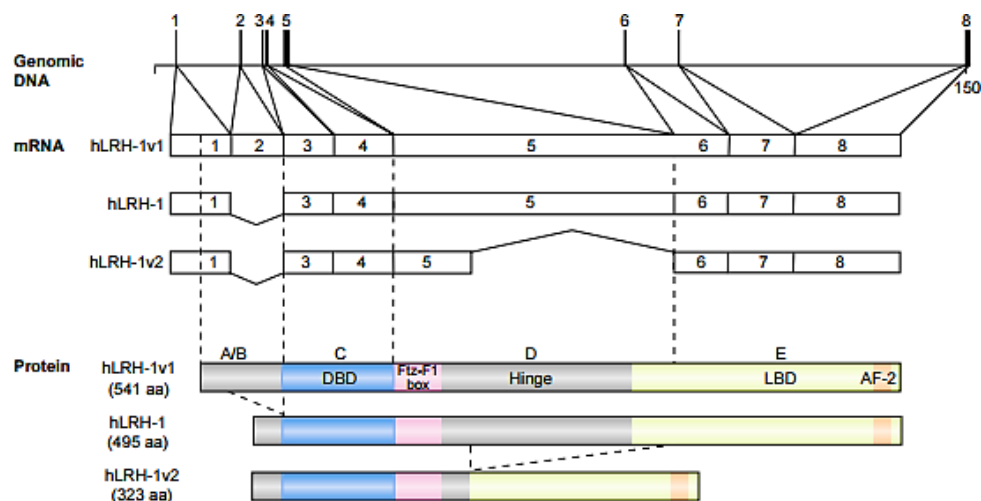 1 2 3 4 5 6 7 8
Genomic
DNA
150
mRNA hLRH-1v1 1 2 3 4 5 6 7 8
hLRH-1 1 3 4 5 6 7 8
hLRH-1v2 1 3 4 5 6 7 8
Protein A/B C D E
hLRH-1v1
(541 aa)
DBD Ftz-F1
box Hinge LBD AF-2
hLRH-1
(495 aa)
hLRH-1v2
(323 aa)